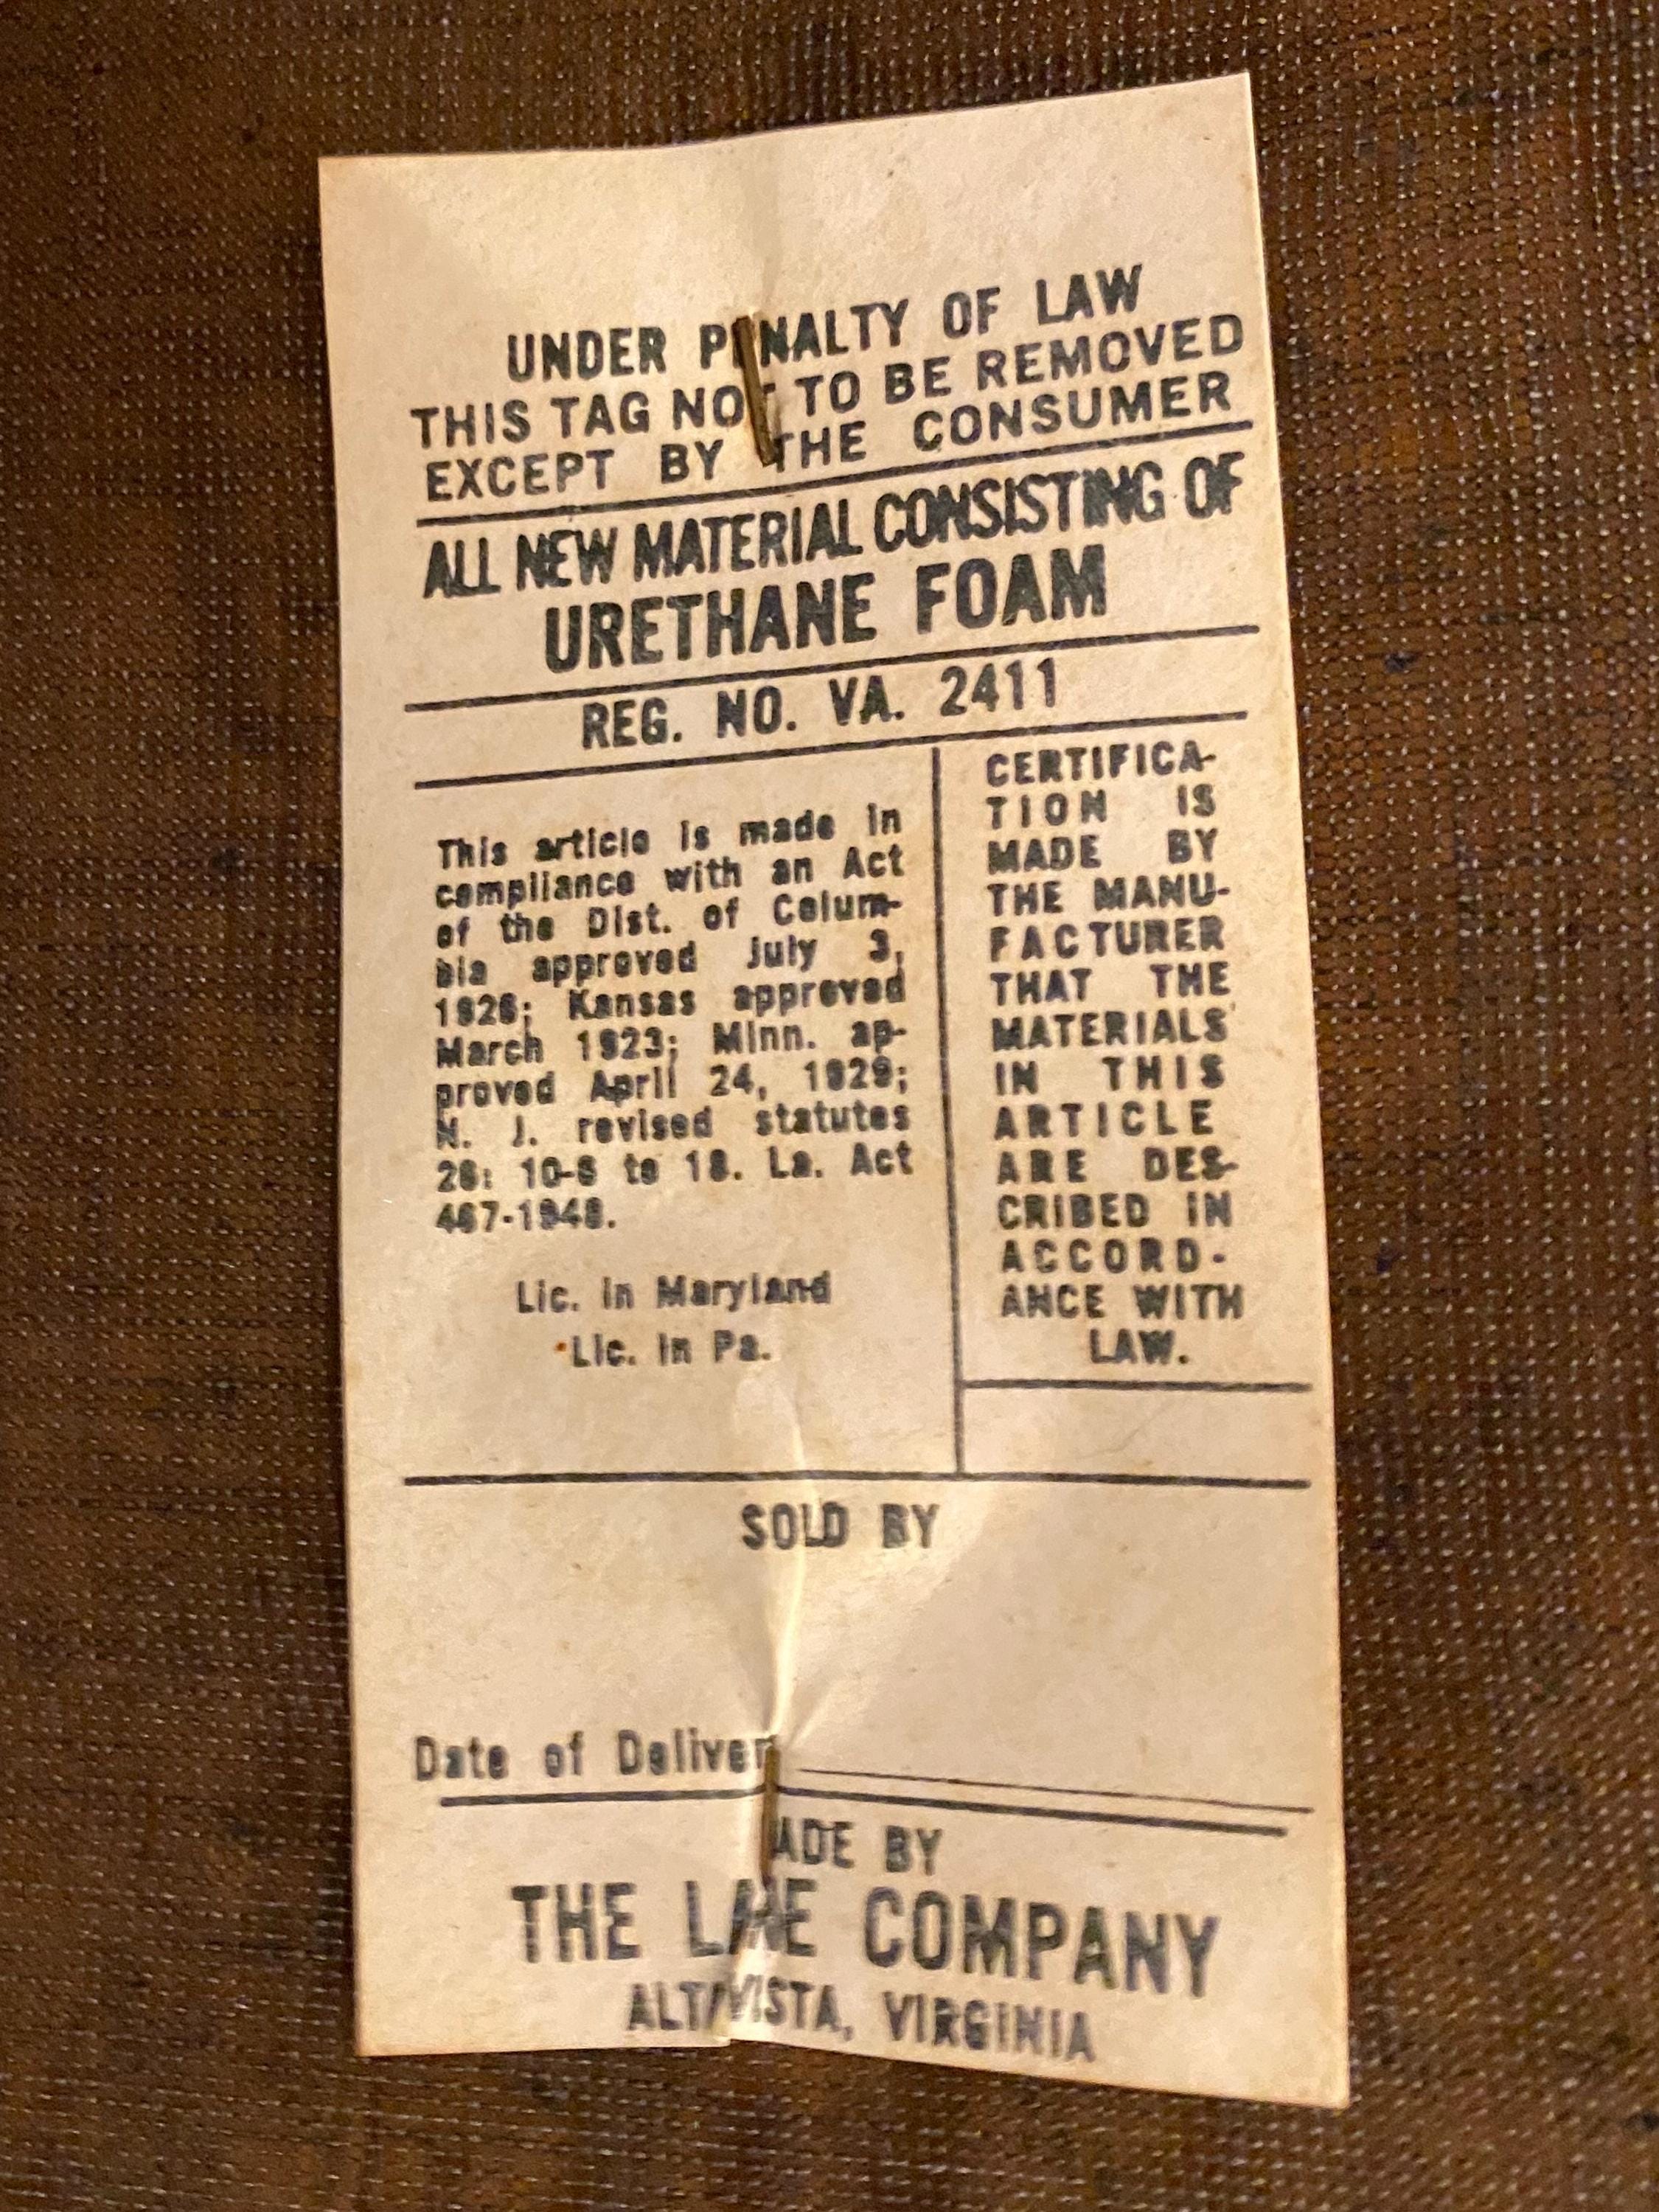 UNDER PENALTY OF LAW
THIS TAG NOT TO BE REMOVED
EXCEPT BY THE CONSUMER
ALL NEW MATERIAL CONSISTING OF
URETHANE FOAM
REG. NO. VA. 2411
This article is made in
compliance with an Act
of the Dist. of Colum-
bia approved July 3,
1926; Kansas approved
March 1923; Minn. ap-
proved April 24, 1929;
N. J. revised statutes
26: 10-6 to 18. La. Act
467-1948.
Lic. in Maryland
Lic. in Pa.
CERTIFICA-
TION IS
MADE BY
THE MANU-
FACTURER
THAT THE
MATERIALS
IN THIS
ARTICLE
ARE DES-
CRIBED IN
ACCORD-
ANCE WITH
LAW.
SOLD BY
Date of Deliver
MADE BY
THE LANE COMPANY
ALTAVISTA, VIRGINIA